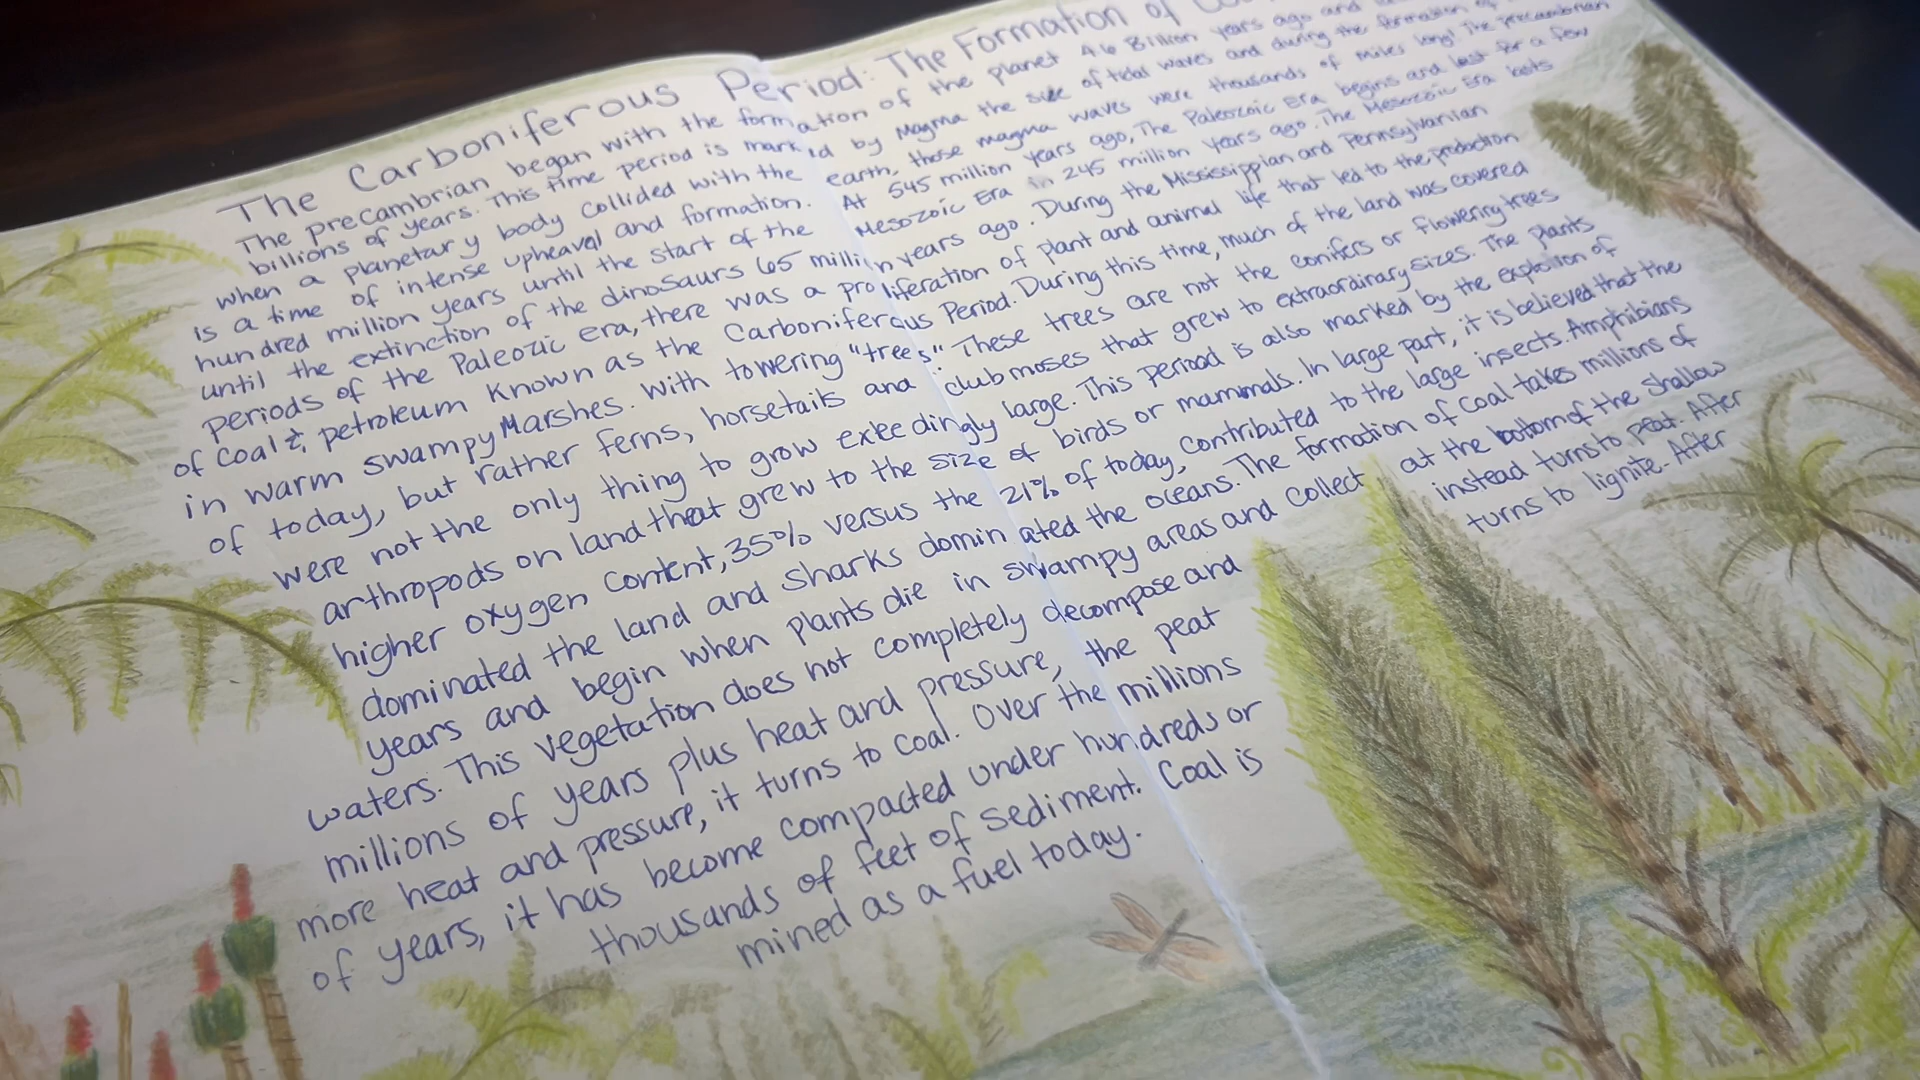 The Carboniferous Period: The Formation of
The precambrian began with the formation of the planet 4.6 Billion years ago and
billions of years. This time period is markid by Magma the size of tidal waves and during the formation of
when a planetary body collided with the earth, those magma waves were thousands of miles long! The precambrian
is a time of intense upheaval and formation. At 545 million years ago, The Paleozoic Era begins and last for a few
hundred million years until the start of the Mesozoic Era in 245 million years ago. The Mesozoic Era lasts
until the extinction of the dinosaurs 65 million years ago. During the Mississippian and Pennsylvanian
periods of the Paleozic era, there was a proliferation of plant and animal life that led to the production
of coal & petroleum known as the Carboniferous Period. During this time, much of the land was covered
in warm swampy Marshes. With towering "trees". These trees are not the conifers or flowering trees
of today, but rather ferns, horsetails and clubmoses that grew to extraordinary sizes. The plants
were not the only thing to grow exceedingly large. This period is also marked by the explotion of
arthropods on land that grew to the size of birds or mammals. In large part, it is believed that the
higher oxygen content, 35% versus the 21% of today, contributed to the large insects. Amphibians
dominated the land and sharks dominated the oceans. The formation of coal takes millions of
years and begin when plants die in swampy areas and collect at the bottom of the shallow
waters. This vegetation does not completely decompose and instead turns to peat. After
millions of years plus heat and pressure, the peat turns to lignite. After
more heat and pressure, it turns to coal. Over the millions
of years, it has become compacted under hundreds or
thousands of feet of sediment. Coal is
mined as a fuel today.